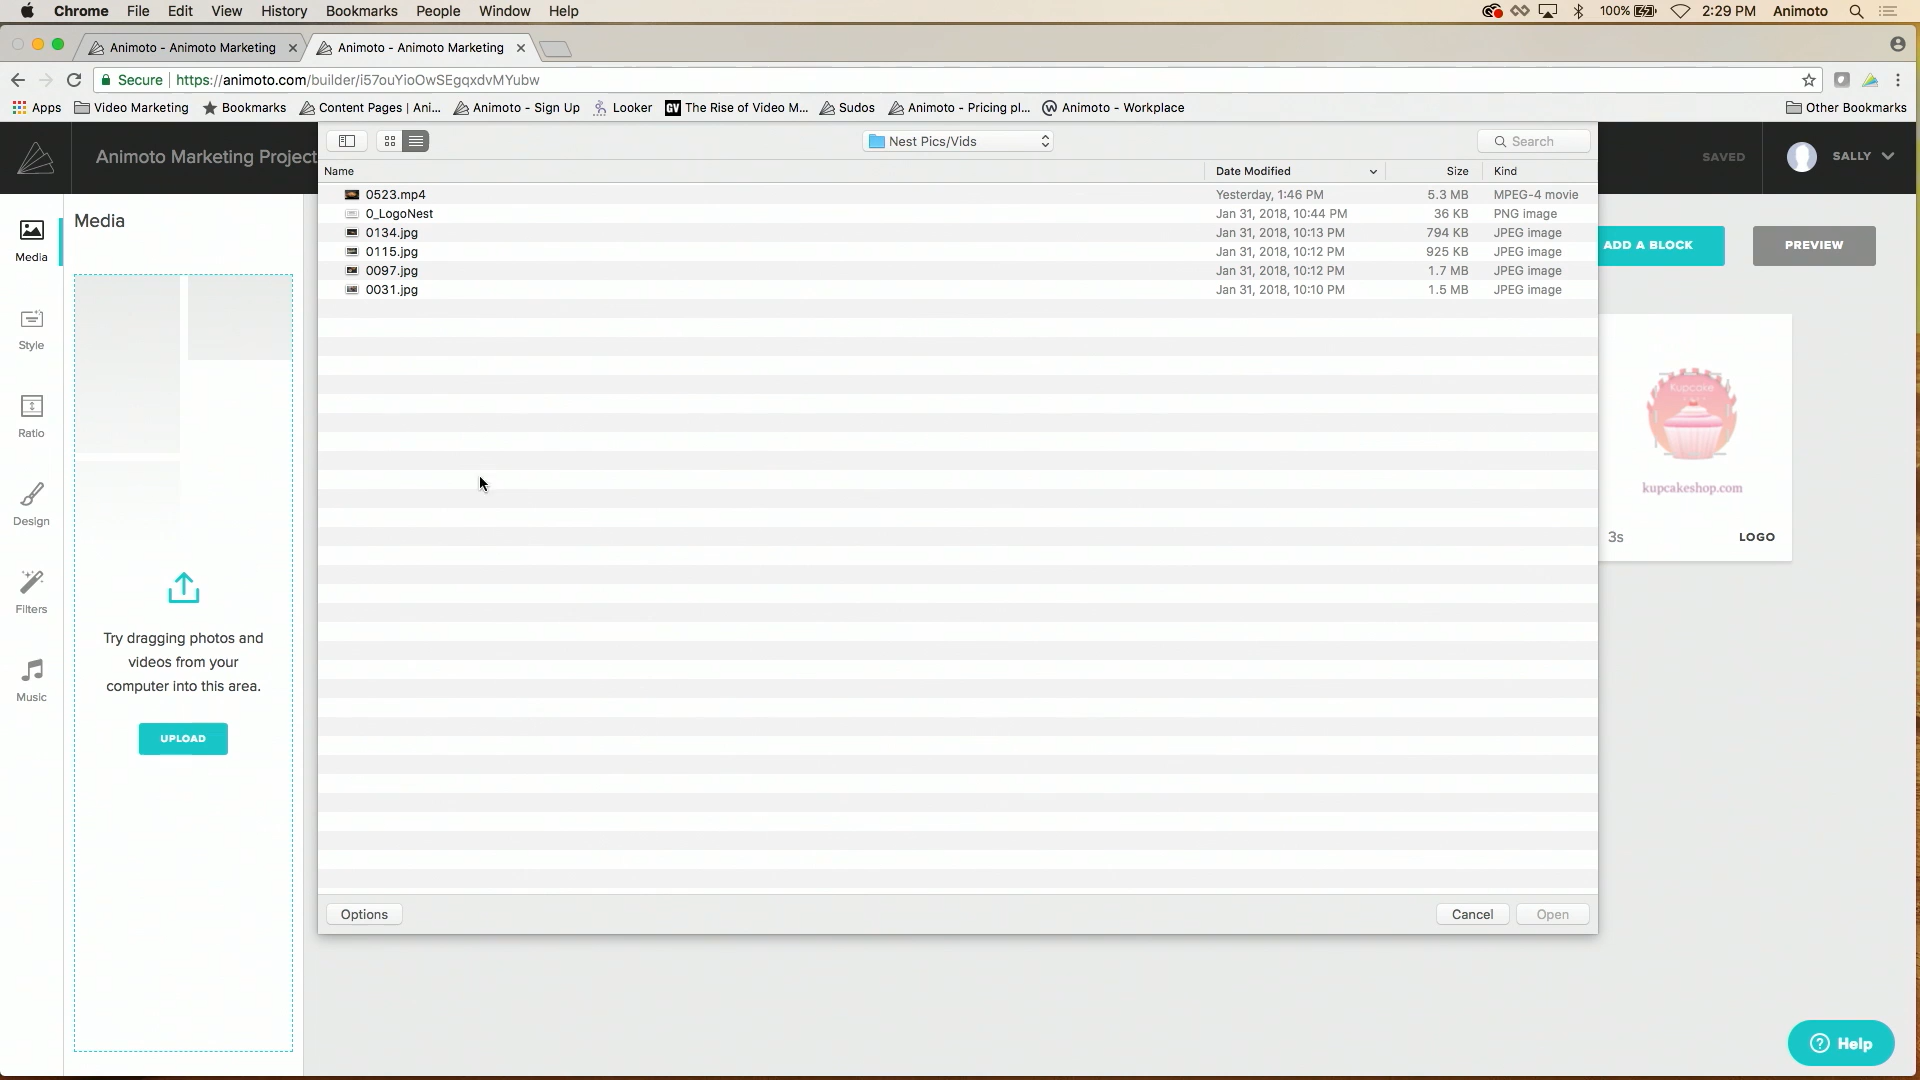 Chrome File Edit View History Bookmarks People Window Help
100% 2:29 PM Animoto
Animoto - Animoto Marketing
Animoto - Animoto Marketing
Secure https://animoto.com/builder/i57ouYioOwSEgqxdvMYubw
Apps Video Marketing Bookmarks Content Pages | Ani... Animoto - Sign Up Looker GV The Rise of Video M... Sudos Animoto - Pricing pl... Animoto - Workplace Other Bookmarks
Animoto Marketing Project
Nest Pics/Vids
Search
SAVED
SALLY
Name Date Modified Size Kind
0523.mp4 Yesterday, 1:46 PM 5.3 MB MPEG-4 movie
0_LogoNest Jan 31, 2018, 10:44 PM 36 KB PNG image
0134.jpg Jan 31, 2018, 10:13 PM 794 KB JPEG image
0115.jpg Jan 31, 2018, 10:12 PM 925 KB JPEG image
0097.jpg Jan 31, 2018, 10:12 PM 1.7 MB JPEG image
0031.jpg Jan 31, 2018, 10:10 PM 1.5 MB JPEG image
Media
Media
Style
Ratio
Design
Filters
Music
Try dragging photos and
videos from your
computer into this area.
UPLOAD
ADD A BLOCK
PREVIEW
Kupcake
kupcakeshop.com
3s LOGO
Options
Cancel
Open
Help